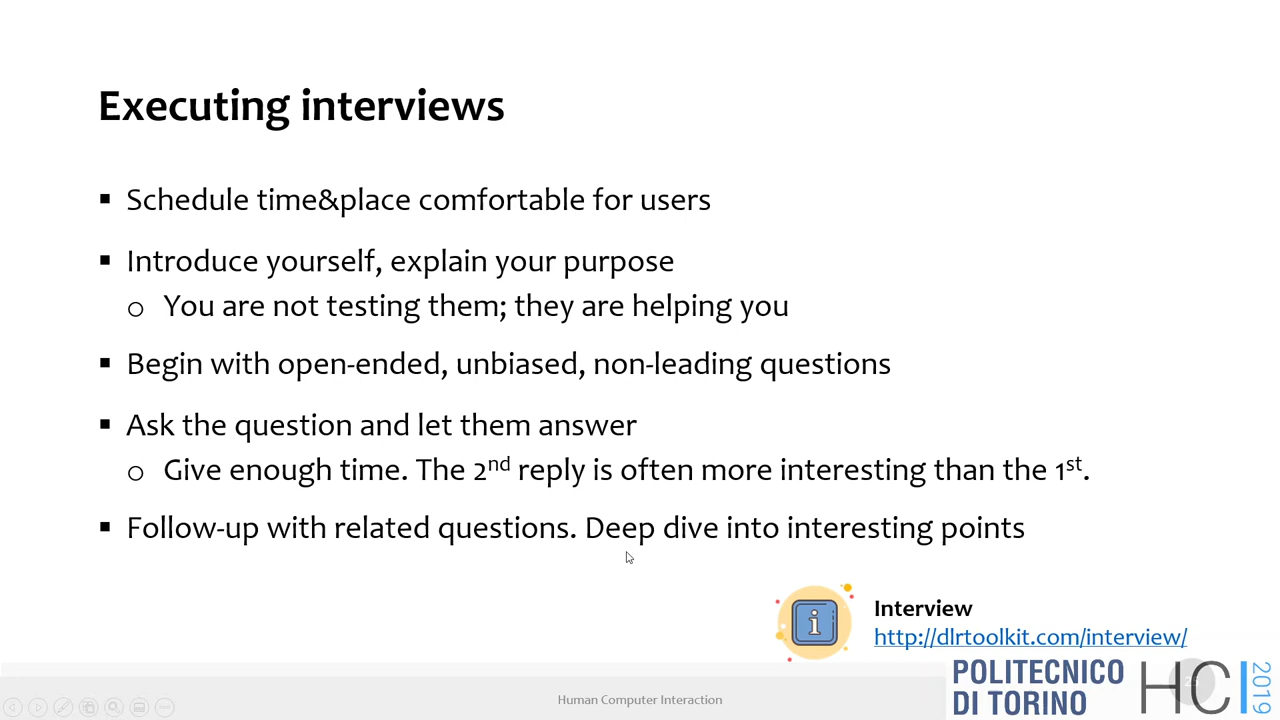 Executing interviews
▪ Schedule time&place comfortable for users
▪ Introduce yourself, explain your purpose
o You are not testing them; they are helping you
▪ Begin with open-ended, unbiased, non-leading questions
▪ Ask the question and let them answer
o Give enough time. The 2nd reply is often more interesting than the 1st.
▪ Follow-up with related questions. Deep dive into interesting points
Interview
http://dlrtoolkit.com/interview/
Human Computer Interaction
POLITECNICO
DI TORINO
HCI
2019